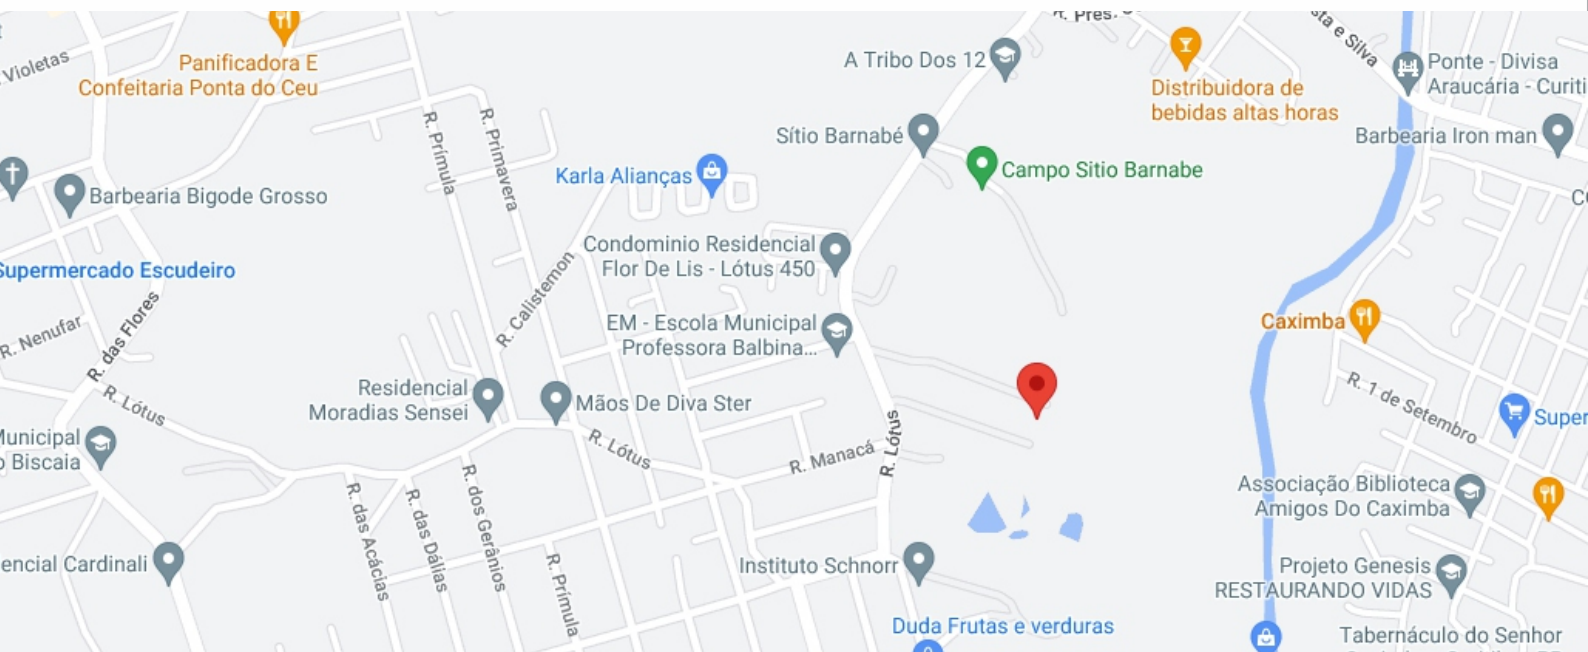 R. Pres.
sta e Silva
Violetas
Panificadora E
Confeitaria Ponta do Ceu
A Tribo Dos 12
Distribuidora de
bebidas altas horas
Ponte - Divisa
Araucária - Curiti
R. Prímula
R. Primavera
Sítio Barnabé
Barbearia Iron man
Karla Alianças
Campo Sitio Barnabe
Barbearia Bigode Grosso
Condominio Residencial
Flor De Lis - Lótus 450
Supermercado Escudeiro
R. Calistemon
R. Nenufar
R. das Flores
EM - Escola Municipal
Professora Balbina...
Caximba
Residencial
Moradias Sensei
Mãos De Diva Ster
R. Lótus
R. 1 de Setembro
Super
Municipal
o Biscaia
R. Lótus
R. Manacá
R. Lótus
Associação Biblioteca
Amigos Do Caximba
R. das Acácias
R. das Dálias
R. dos Gerânios
R. Prímula
encial Cardinali
Instituto Schnorr
Projeto Genesis
RESTAURANDO VIDAS
Duda Frutas e verduras
Tabernáculo do Senhor